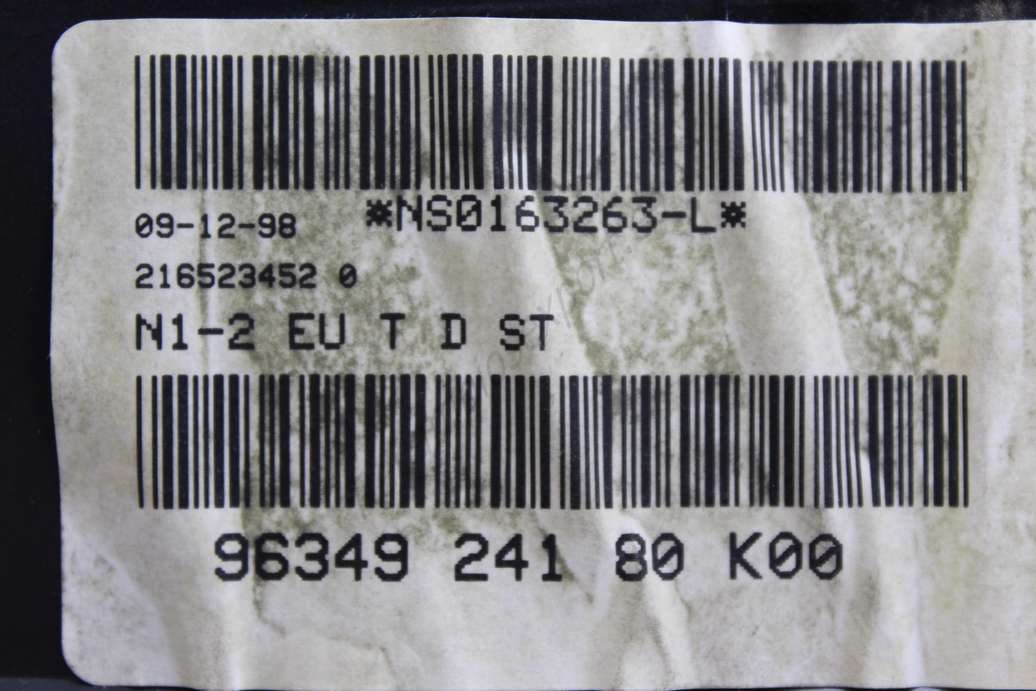 09-12-98 *NS0163263-L*
216523452 0
N1-2 EU T D ST
96349 241 80 K00